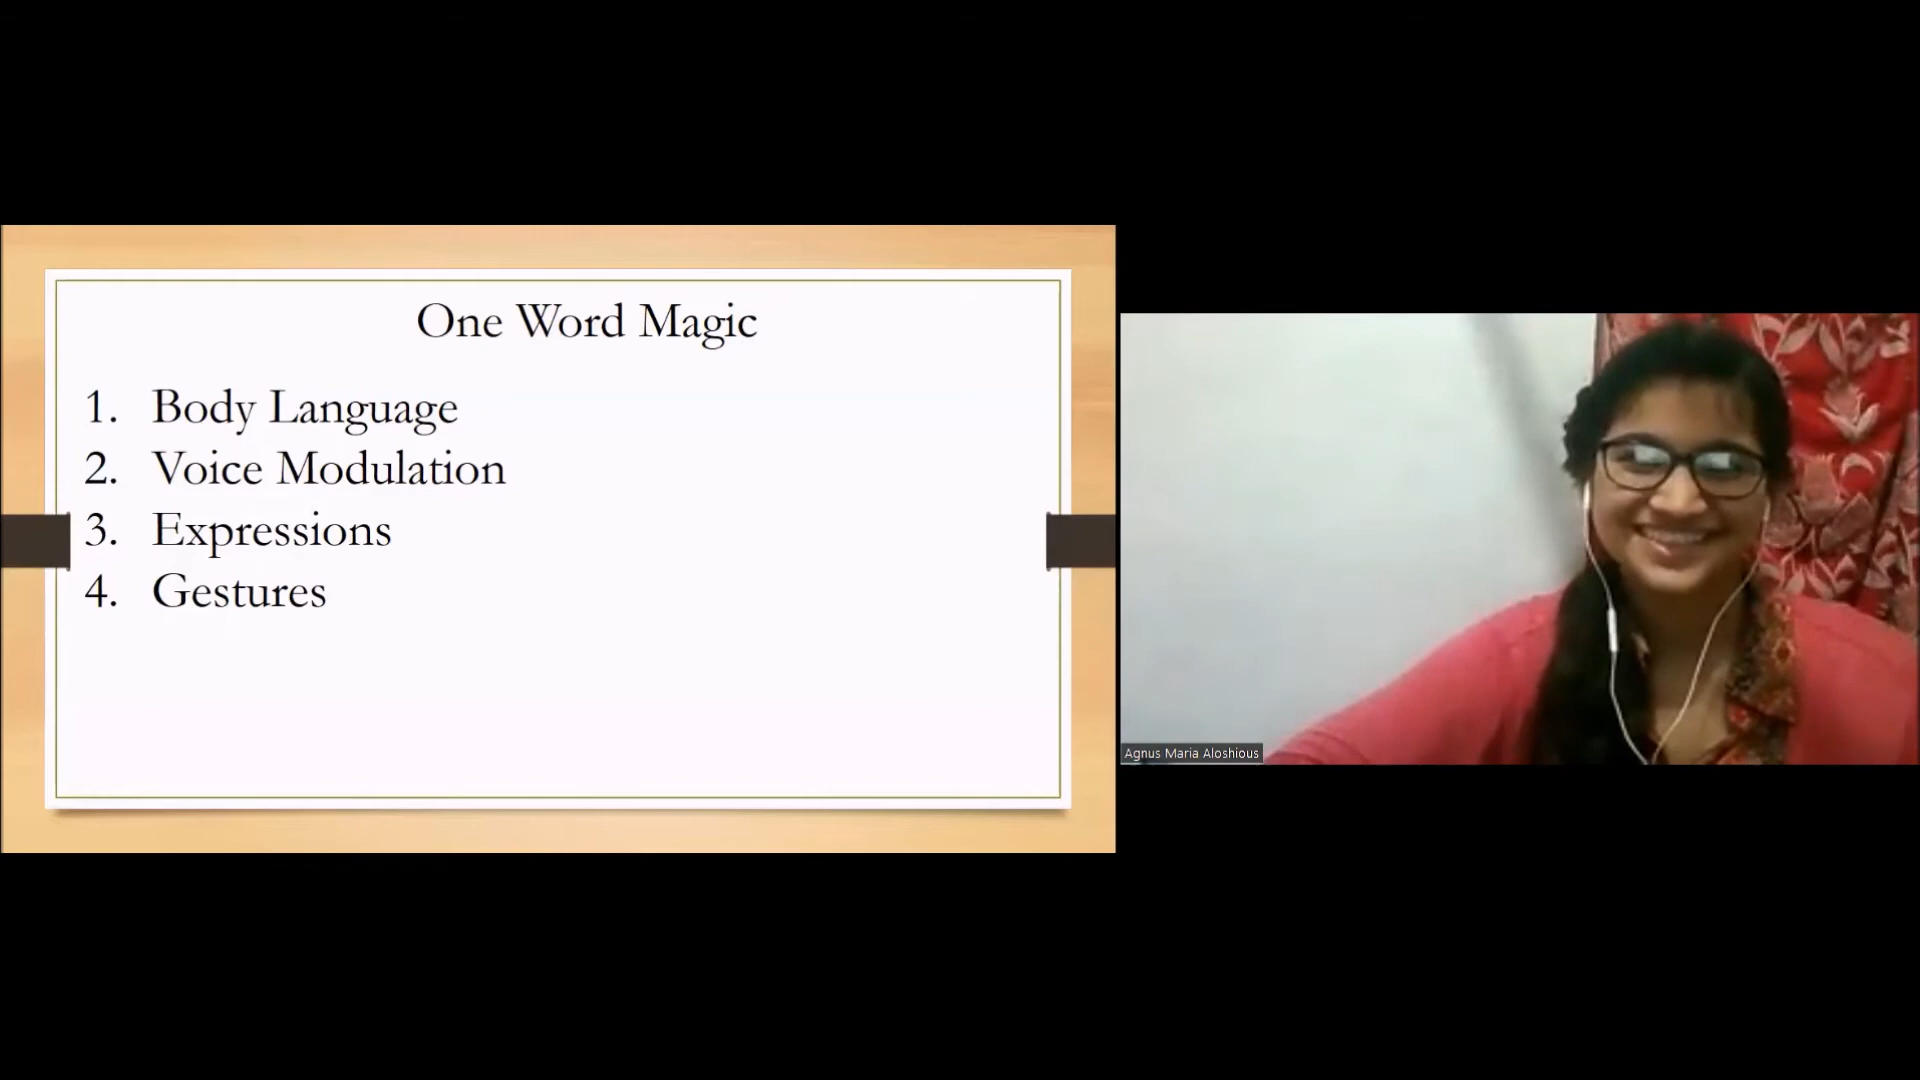 One Word Magic
1. Body Language
2. Voice Modulation
3. Expressions
4. Gestures
Agnus Maria Aloshious